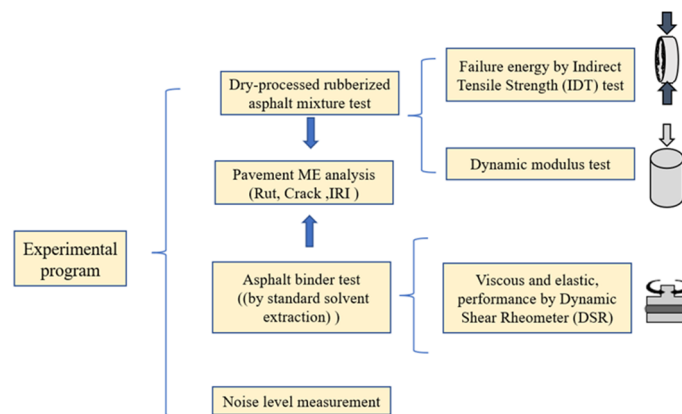 Experimental
program
Dry-processed rubberized
asphalt mixture test
Pavement ME analysis
(Rut, Crack ,IRI )
Asphalt binder test
((by standard solvent
extraction) )
Noise level measurement
Failure energy by Indirect
Tensile Strength (IDT) test
Dynamic modulus test
Viscous and elastic,
performance by Dynamic
Shear Rheometer (DSR)